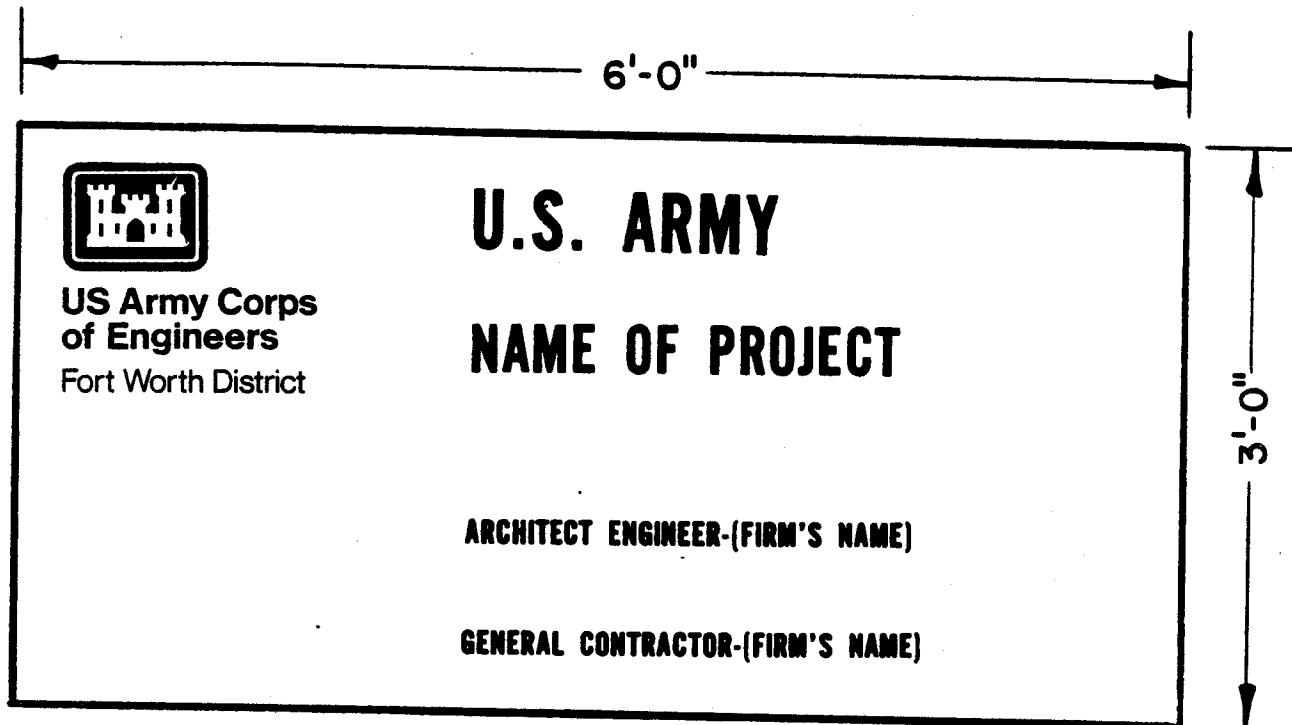 6'-0"
US Army Corps
of Engineers
Fort Worth District
U.S. ARMY
NAME OF PROJECT
ARCHITECT ENGINEER-(FIRM'S NAME)
GENERAL CONTRACTOR-(FIRM'S NAME)
3'-0"